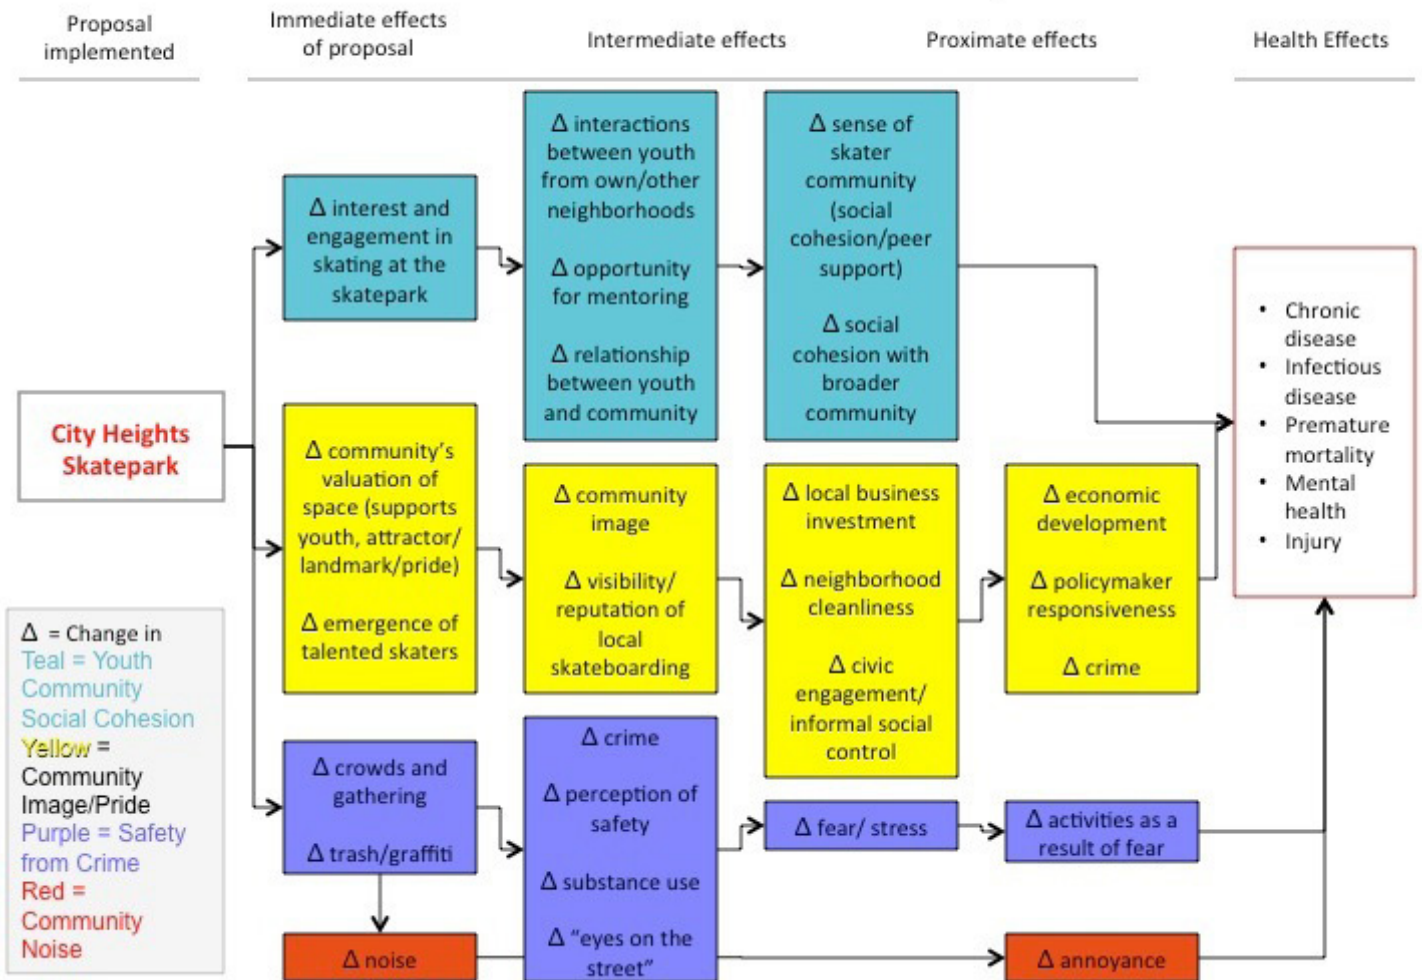 Proposal
implemented
Immediate effects
of proposal
Intermediate effects
Proximate effects
Health Effects
City Heights
Skatepark
Δ interest and
engagement in
skating at the
skatepark
Δ interactions
between youth
from own/other
neighborhoods
Δ opportunity
for mentoring
Δ relationship
between youth
and community
Δ sense of
skater
community
(social
cohesion/peer
support)
Δ social
cohesion with
broader
community
Δ community's
valuation of
space (supports
youth, attractor/
landmark/pride)
Δ emergence of
talented skaters
Δ community
image
Δ visibility/
reputation of
local
skateboarding
Δ local business
investment
Δ neighborhood
cleanliness
Δ civic
engagement/
informal social
control
Δ economic
development
Δ policymaker
responsiveness
Δ crime
Δ crowds and
gathering
Δ trash/graffiti
Δ crime
Δ perception of
safety
Δ substance use
Δ "eyes on the
street"
Δ fear/ stress
Δ activities as a
result of fear
Δ noise
Δ annoyance
• Chronic
disease
• Infectious
disease
• Premature
mortality
• Mental
health
• Injury
Δ = Change in
Teal = Youth
Community
Social Cohesion
Yellow =
Community
Image/Pride
Purple = Safety
from Crime
Red =
Community
Noise